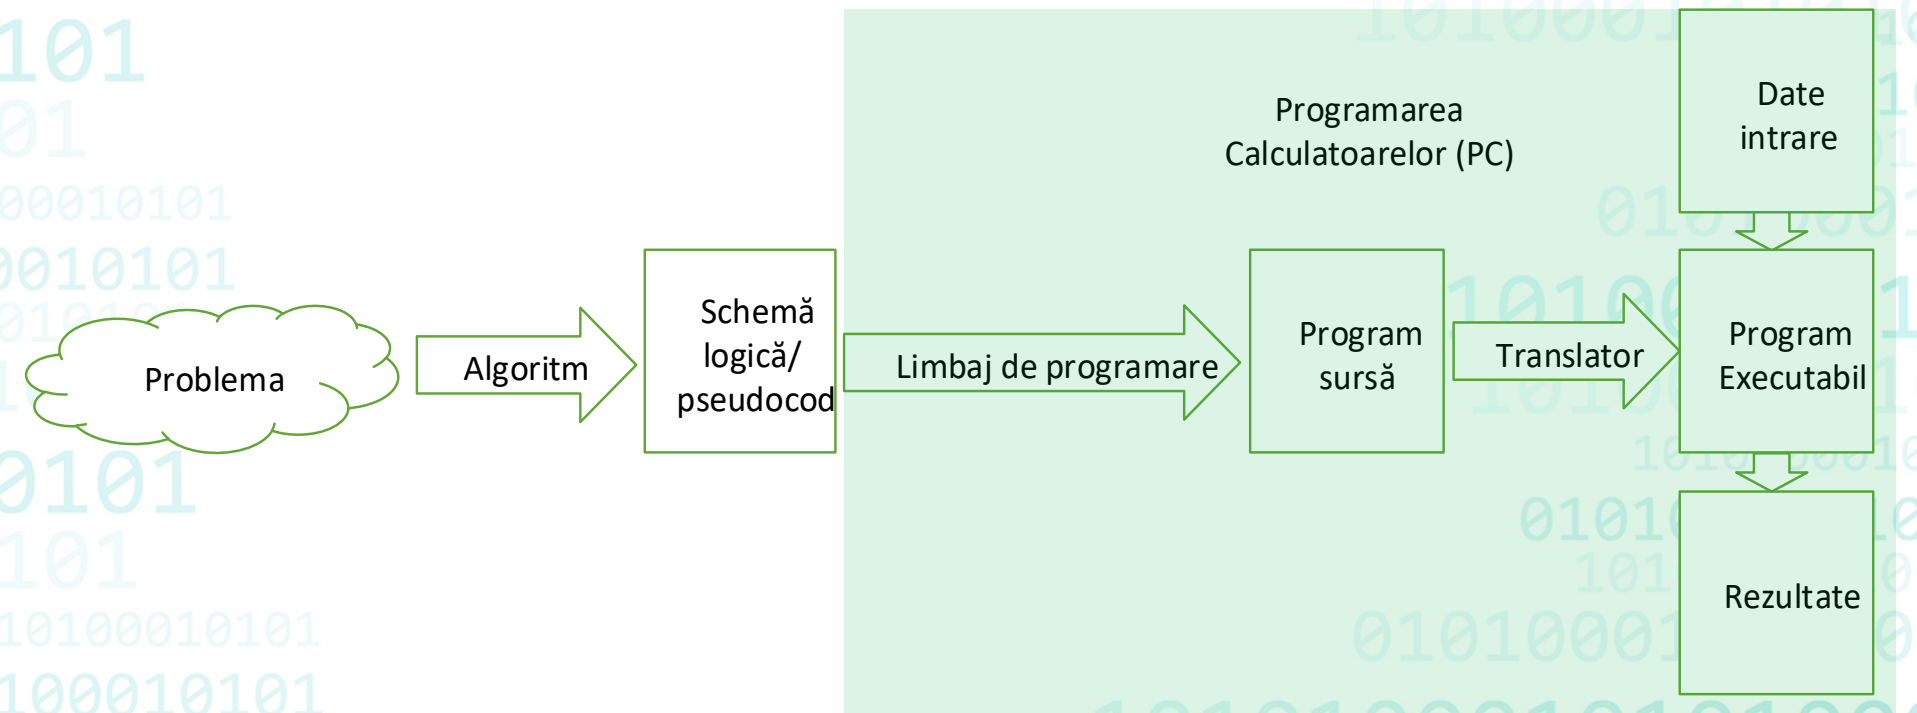 Problema
Algoritm
Schemă
logică/
pseudocod
Limbaj de programare
Programarea
Calculatoarelor (PC)
Program
sursă
Translator
Date
intrare
Program
Executabil
Rezultate